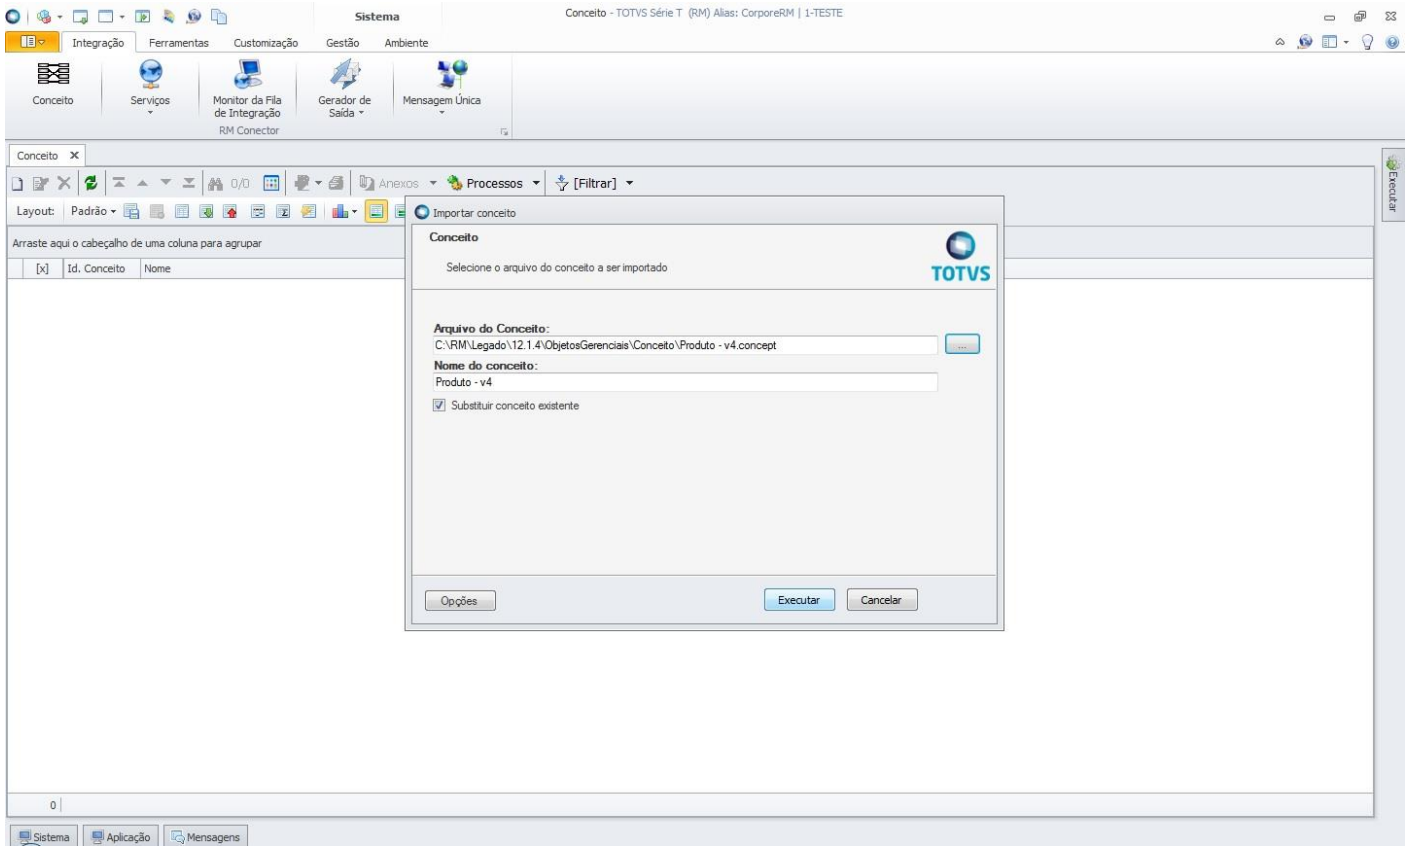 Sistema
Conceito - TOTVS Série T (RM) Alias: CorporeRM | 1-TESTE
Integração Ferramentas Customização Gestão Ambiente
Conceito Serviços Monitor da Fila de Integração Gerador de Saída Mensagem Única
RM Conector
Conceito
Executar
0/0 Anexos Processos [Filtrar]
Layout: Padrão
Arraste aqui o cabeçalho de uma coluna para agrupar
[x] Id. Conceito Nome
Importar conceito
Conceito
Selecione o arquivo do conceito a ser importado
TOTVS
Arquivo do Conceito:
C:\RM\Legado\12.1.4\ObjetosGerenciais\Conceito\Produto - v4.concept
...
Nome do conceito:
Produto - v4
Substituir conceito existente
Opções Executar Cancelar
0
Sistema Aplicação Mensagens